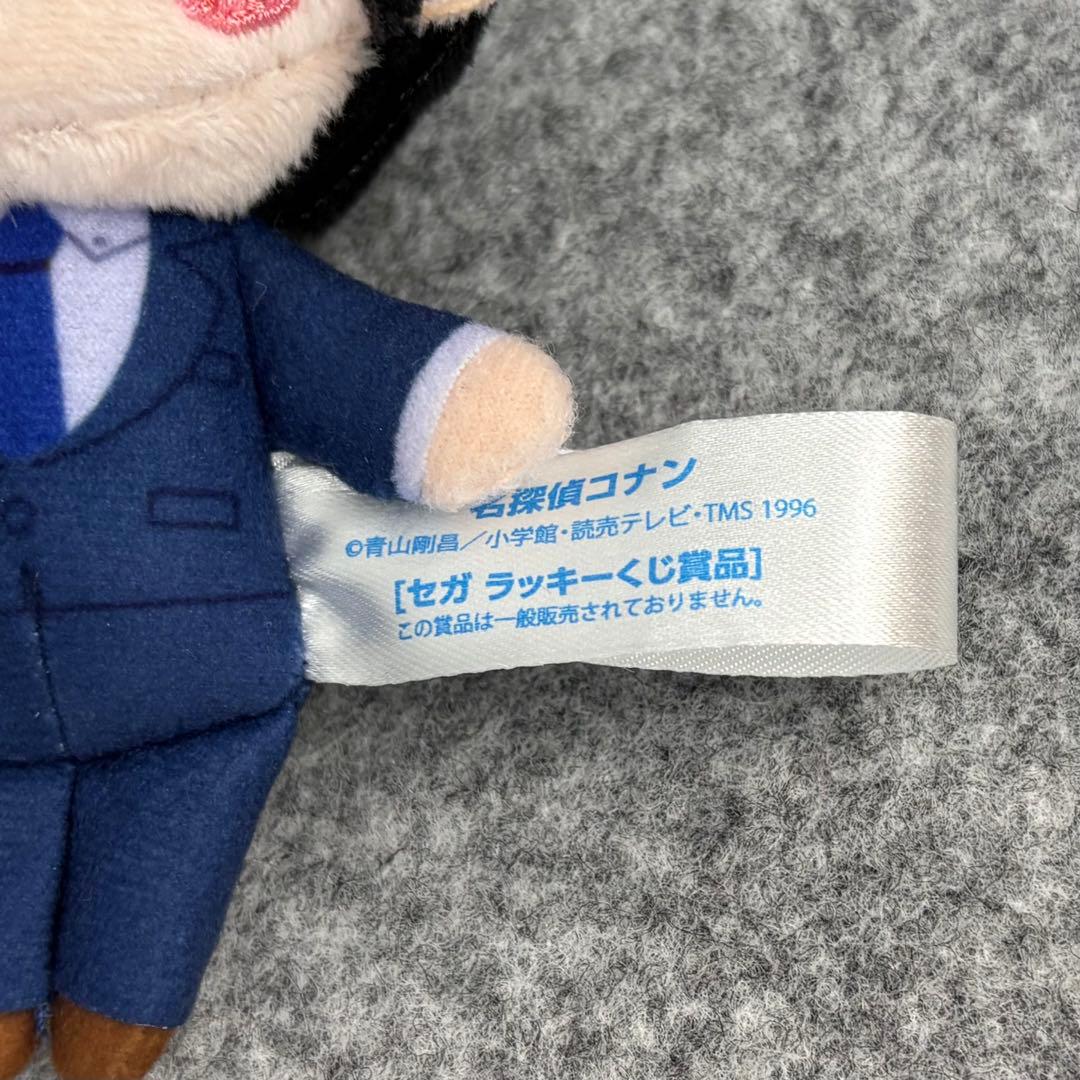 名探偵コナン
©青山剛昌／小学館・読売テレビ・TMS 1996
[セガ ラッキーくじ賞品]
この賞品は一般販売されておりません。